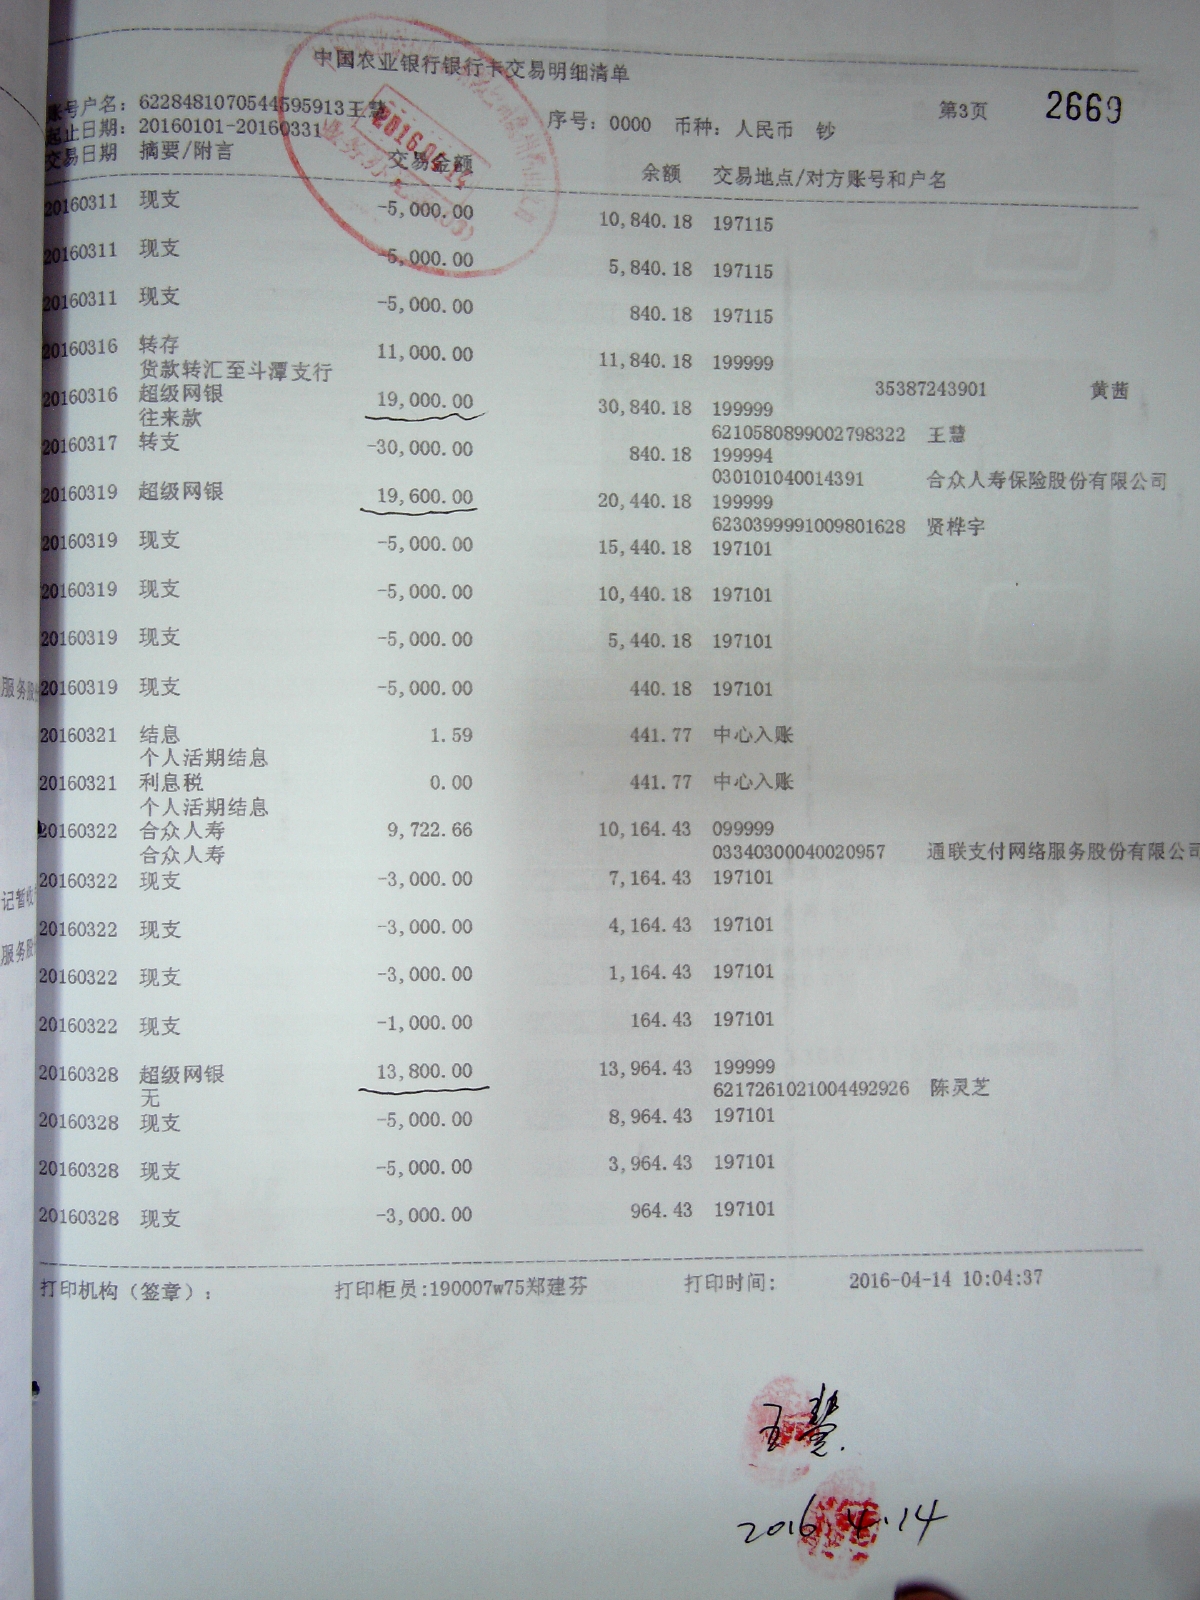 中国农业银行银行卡交易明细清单
账号户名：6228481070544595913王慧 序号：0000 币种：人民币 钞 第3页 2669
起止日期：20160101-20160331
交易日期 摘要/附言 交易金额 余额 交易地点/对方账号和户名
2016.04.14
20160311 现支 -5,000.00 10,840.18 197115
20160311 现支 -5,000.00 5,840.18 197115
20160311 现支 -5,000.00 840.18 197115
20160316 转存 11,000.00 11,840.18 199999
货款转汇至斗潭支行 35387243901 黄茜
20160316 超级网银 19,000.00 30,840.18 199999
往来款 6210580899002798322 王慧
20160317 转支 -30,000.00 840.18 199994
030101040014391 合众人寿保险股份有限公司
20160319 超级网银 19,600.00 20,440.18 199999
6230399991009801628 贤桦宇
20160319 现支 -5,000.00 15,440.18 197101
20160319 现支 -5,000.00 10,440.18 197101
20160319 现支 -5,000.00 5,440.18 197101
20160319 现支 -5,000.00 440.18 197101
20160321 结息 1.59 441.77 中心入账
个人活期结息
20160321 利息税 0.00 441.77 中心入账
个人活期结息
20160322 合众人寿 9,722.66 10,164.43 099999
合众人寿 03340300040020957 通联支付网络服务股份有限公司
20160322 现支 -3,000.00 7,164.43 197101
20160322 现支 -3,000.00 4,164.43 197101
20160322 现支 -3,000.00 1,164.43 197101
20160322 现支 -1,000.00 164.43 197101
20160328 超级网银 13,800.00 13,964.43 199999
无 6217261021004492926 陈灵芝
20160328 现支 -5,000.00 8,964.43 197101
20160328 现支 -5,000.00 3,964.43 197101
20160328 现支 -3,000.00 964.43 197101
打印机构（签章）： 打印柜员:190007w75郑建芬 打印时间: 2016-04-14 10:04:37
王慧
2016.4.14
服务股
记暂收
服务股